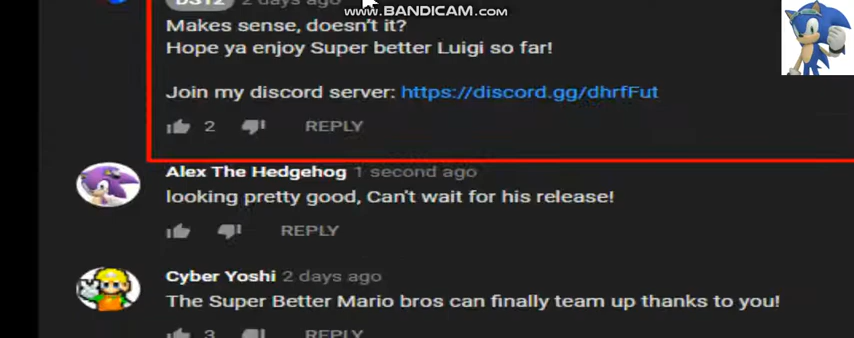 www.BANDICAM.com
DS12 2 days ago
Makes sense, doesn't it?
Hope ya enjoy Super better Luigi so far!
Join my discord server: https://discord.gg/dhrfFut
2 REPLY
Alex The Hedgehog 1 second ago
looking pretty good, Can't wait for his release!
REPLY
Cyber Yoshi 2 days ago
The Super Better Mario bros can finally team up thanks to you!
3 REPLY